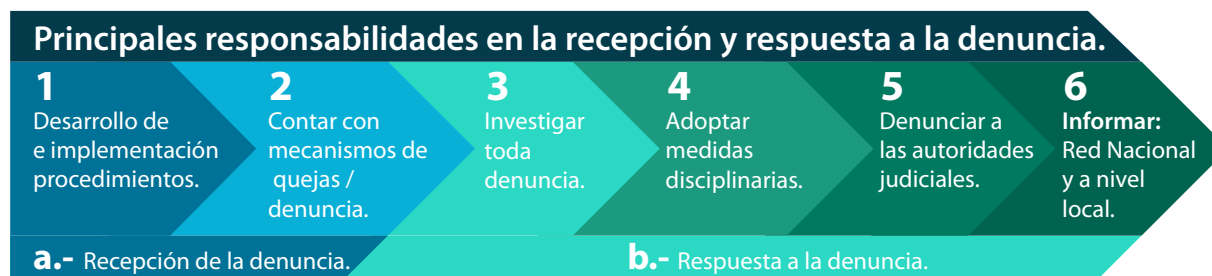 Principales responsabilidades en la recepción y respuesta a la denuncia.
1
Desarrollo de
e implementación
procedimientos.
2
Contar con
mecanismos de
quejas /
denuncia.
3
Investigar
toda
denuncia.
4
Adoptar
medidas
disciplinarias.
5
Denunciar a
las autoridades
judiciales.
6
Informar:
Red Nacional
y a nivel
local.
a.- Recepción de la denuncia.
b.- Respuesta a la denuncia.